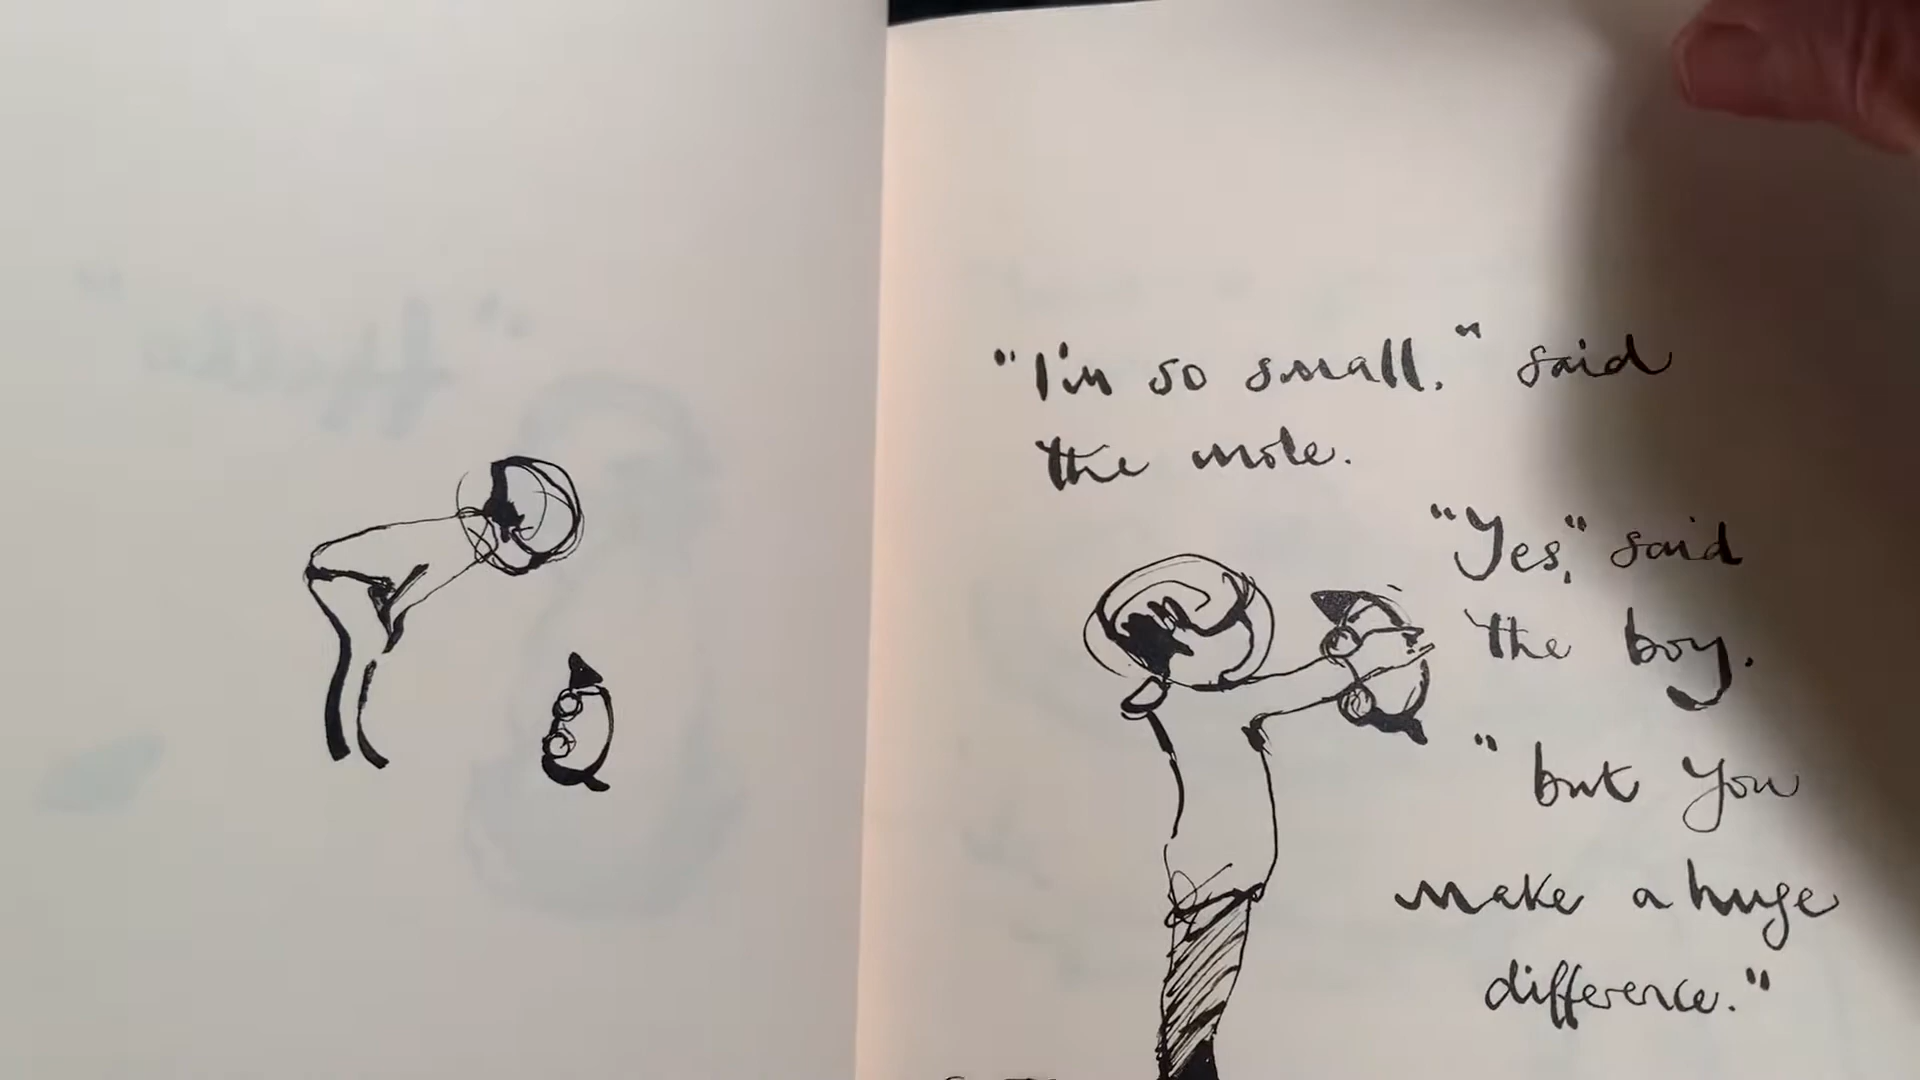 "I'm so small." said
the mole.
"Yes," said
the boy.
"but you
make a huge
difference."